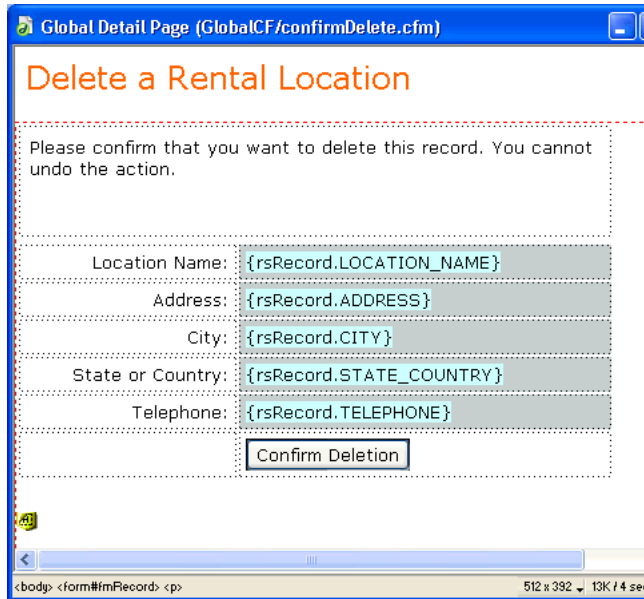 Global Detail Page (GlobalCF/confirmDelete.cfm)
Delete a Rental Location
Please confirm that you want to delete this record. You cannot
undo the action.
Location Name: {rsRecord.LOCATION_NAME}
Address: {rsRecord.ADDRESS}
City: {rsRecord.CITY}
State or Country: {rsRecord.STATE_COUNTRY}
Telephone: {rsRecord.TELEPHONE}
Confirm Deletion
<body> <form#fmRecord> <p> 512 x 392 13K / 4 sec